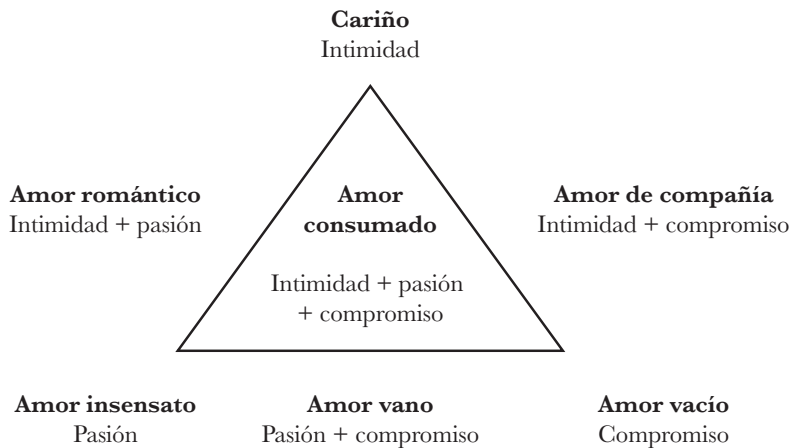 Cariño
Intimidad
Amor romántico
Intimidad + pasión
Amor
consumado
Intimidad + pasión
+ compromiso
Amor de compañía
Intimidad + compromiso
Amor insensato
Pasión
Amor vano
Pasión + compromiso
Amor vacío
Compromiso